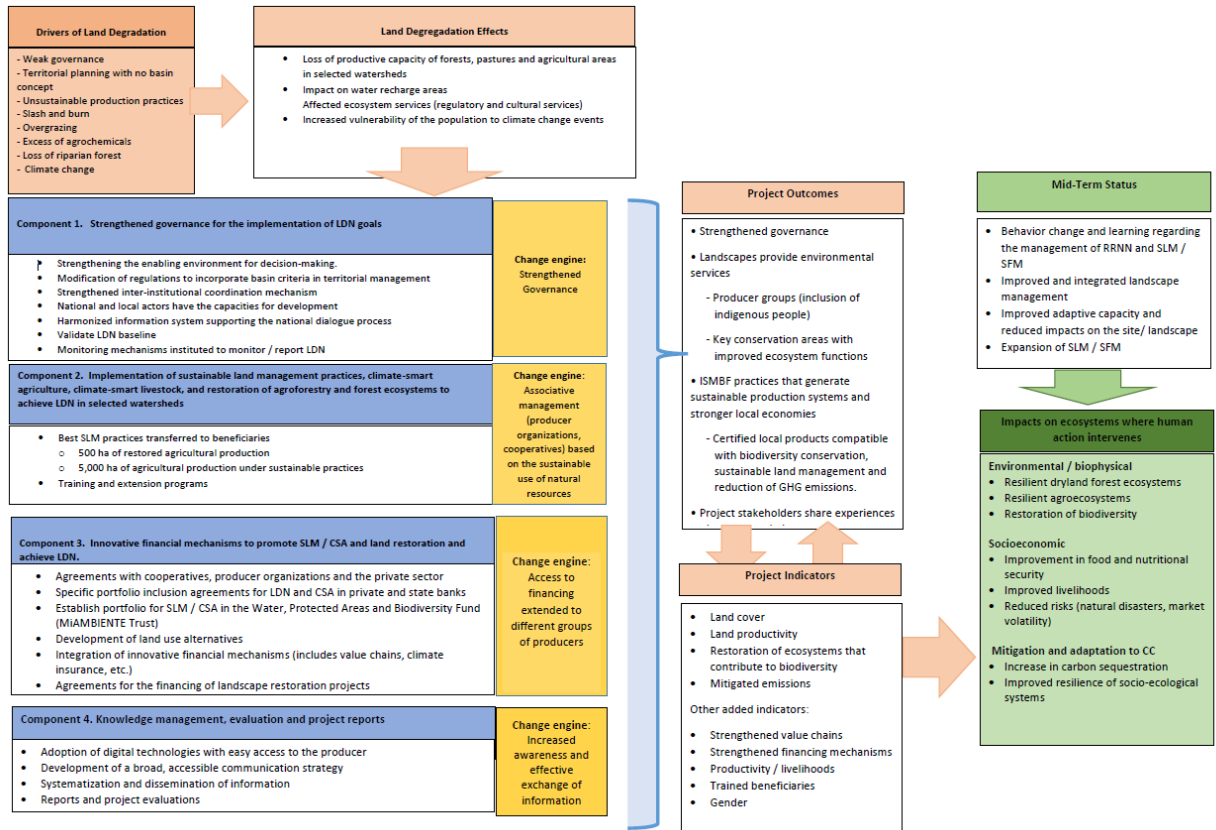 Drivers of Land Degradation
- Weak governance
- Territorial planning with no basin
concept
- Unsustainable production practices
- Slash and burn
- Overgrazing
- Excess of agrochemicals
- Loss of riparian forest
- Climate change
Land Degregadation Effects
• Loss of productive capacity of forests, pastures and agricultural areas
in selected watersheds
• Impact on water recharge areas
Affected ecosystem services (regulatory and cultural services)
• Increased vulnerability of the population to climate change events
Component 1. Strengthened governance for the implementation of LDN goals
• Strengthening the enabling environment for decision-making.
• Modification of regulations to incorporate basin criteria in territorial management
• Strengthened inter-institutional coordination mechanism
• National and local actors have the capacities for development
• Harmonized information system supporting the national dialogue process
• Validate LDN baseline
• Monitoring mechanisms instituted to monitor / report LDN
Change engine:
Strengthened
Governance
Component 2. Implementation of sustainable land management practices, climate-smart
agriculture, climate-smart livestock, and restoration of agroforestry and forest ecosystems to
achieve LDN in selected watersheds
• Best SLM practices transferred to beneficiaries
o 500 ha of restored agricultural production
o 5,000 ha of agricultural production under sustainable practices
• Training and extension programs
Change engine:
Associative
management
(producer
organizations,
cooperatives) based
on the sustainable
use of natural
resources
Component 3. Innovative financial mechanisms to promote SLM / CSA and land restoration and
achieve LDN.
• Agreements with cooperatives, producer organizations and the private sector
• Specific portfolio inclusion agreements for LDN and CSA in private and state banks
• Establish portfolio for SLM / CSA in the Water, Protected Areas and Biodiversity Fund
(MiAMBIENTE Trust)
• Development of land use alternatives
• Integration of innovative financial mechanisms (includes value chains, climate
insurance, etc.)
• Agreements for the financing of landscape restoration projects
Change engine:
Access to
financing
extended to
different groups of
producers
Component 4. Knowledge management, evaluation and project reports
• Adoption of digital technologies with easy access to the producer
• Development of a broad, accessible communication strategy
• Systematization and dissemination of information
• Reports and project evaluations
Change engine:
Increased
awareness and
effective
exchange of
information
Project Outcomes
• Strengthened governance
• Landscapes provide environmental
services
- Producer groups (inclusion of
indigenous people)
- Key conservation areas with
improved ecosystem functions
• ISMBF practices that generate
sustainable production systems and
stronger local economies
- Certified local products compatible
with biodiversity conservation,
sustainable land management and
reduction of GHG emissions.
• Project stakeholders share experiences
Project Indicators
• Land cover
• Land productivity
• Restoration of ecosystems that
contribute to biodiversity
• Mitigated emissions
Other added indicators:
• Strengthened value chains
• Strengthened financing mechanisms
• Productivity / livelihoods
• Trained beneficiaries
• Gender
Mid-Term Status
• Behavior change and learning regarding
the management of RRNN and SLM /
SFM
• Improved and integrated landscape
management
• Improved adaptive capacity and
reduced impacts on the site/ landscape
• Expansion of SLM / SFM
Impacts on ecosystems where human
action intervenes
Environmental / biophysical
• Resilient dryland forest ecosystems
• Resilient agroecosystems
• Restoration of biodiversity
Socioeconomic
• Improvement in food and nutritional
security
• Improved livelihoods
• Reduced risks (natural disasters, market
volatility)
Mitigation and adaptation to CC
• Increase in carbon sequestration
• Improved resilience of socio-ecological
systems